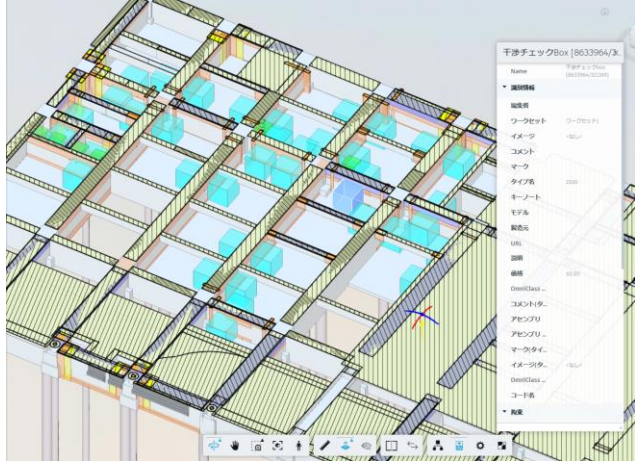 干渉チェックBox [8633964/3(..
Name 干渉チェックBox
識別情報
編集者
ワークセット ワークセット1
イメージ <なし>
コメント
マーク
タイプ名
キーノート
モデル
製造元
URL
説明
価格
OmniClass ...
コメント(タ...
アセンブリ
アセンブリ ...
マーク(タイ...
イメージ(タ... <なし>
OmniClass ...
コード名
拘束